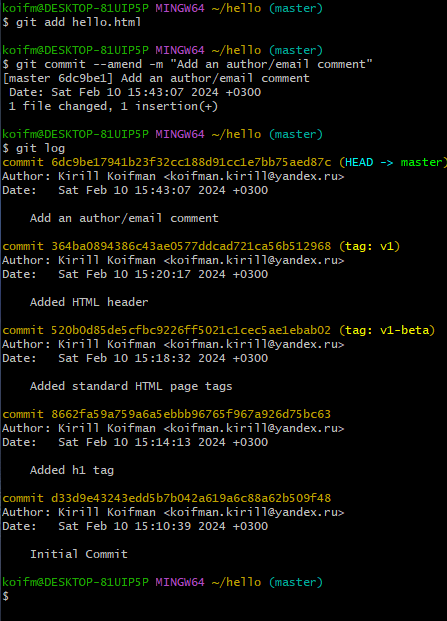 koifm@DESKTOP-81UIP5P MINGW64 ~/hello (master)
$ git add hello.html
koifm@DESKTOP-81UIP5P MINGW64 ~/hello (master)
$ git commit --amend -m "Add an author/email comment"
[master 6dc9be1] Add an author/email comment
 Date: Sat Feb 10 15:43:07 2024 +0300
 1 file changed, 1 insertion(+)
koifm@DESKTOP-81UIP5P MINGW64 ~/hello (master)
$ git log
commit 6dc9be17941b23f32cc188d91cc1e7bb75aed87c (HEAD -> master)
Author: Kirill Koifman <koifman.kirill@yandex.ru>
Date:   Sat Feb 10 15:43:07 2024 +0300
    Add an author/email comment
commit 364ba0894386c43ae0577ddcad721ca56b512968 (tag: v1)
Author: Kirill Koifman <koifman.kirill@yandex.ru>
Date:   Sat Feb 10 15:20:17 2024 +0300
    Added HTML header
commit 520b0d85de5cfbc9226ff5021c1cec5ae1ebab02 (tag: v1-beta)
Author: Kirill Koifman <koifman.kirill@yandex.ru>
Date:   Sat Feb 10 15:18:32 2024 +0300
    Added standard HTML page tags
commit 8662fa59a759a6a5ebbb96765f967a926d75bc63
Author: Kirill Koifman <koifman.kirill@yandex.ru>
Date:   Sat Feb 10 15:14:13 2024 +0300
    Added h1 tag
commit d33d9e43243edd5b7b042a619a6c88a62b509f48
Author: Kirill Koifman <koifman.kirill@yandex.ru>
Date:   Sat Feb 10 15:10:39 2024 +0300
    Initial Commit
koifm@DESKTOP-81UIP5P MINGW64 ~/hello (master)
$